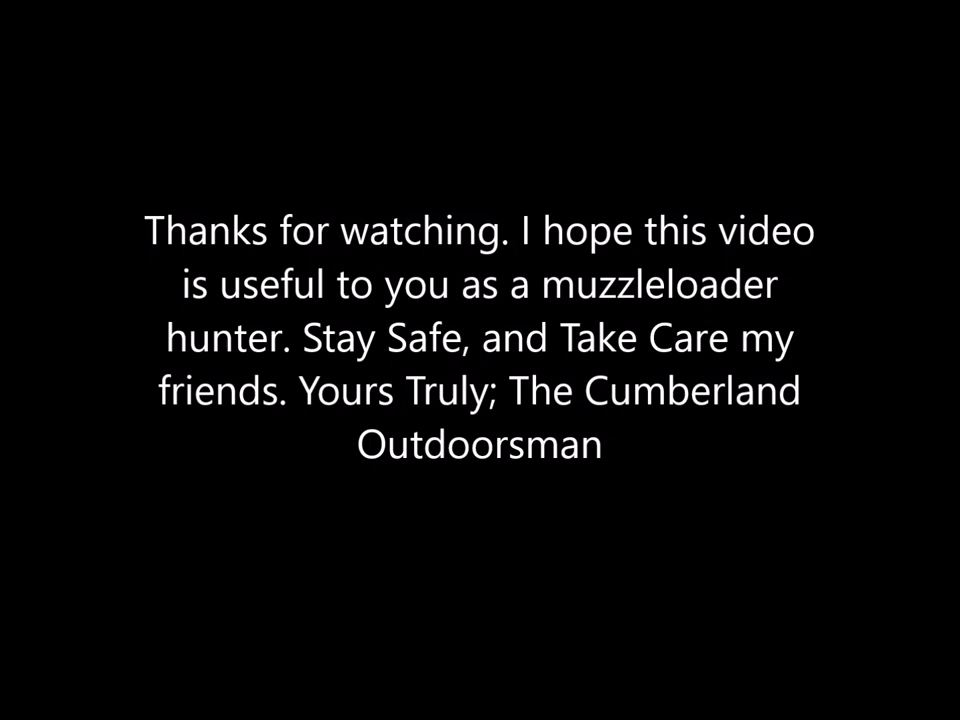 Thanks for watching. I hope this video
is useful to you as a muzzleloader
hunter. Stay Safe, and Take Care my
friends. Yours Truly; The Cumberland
Outdoorsman